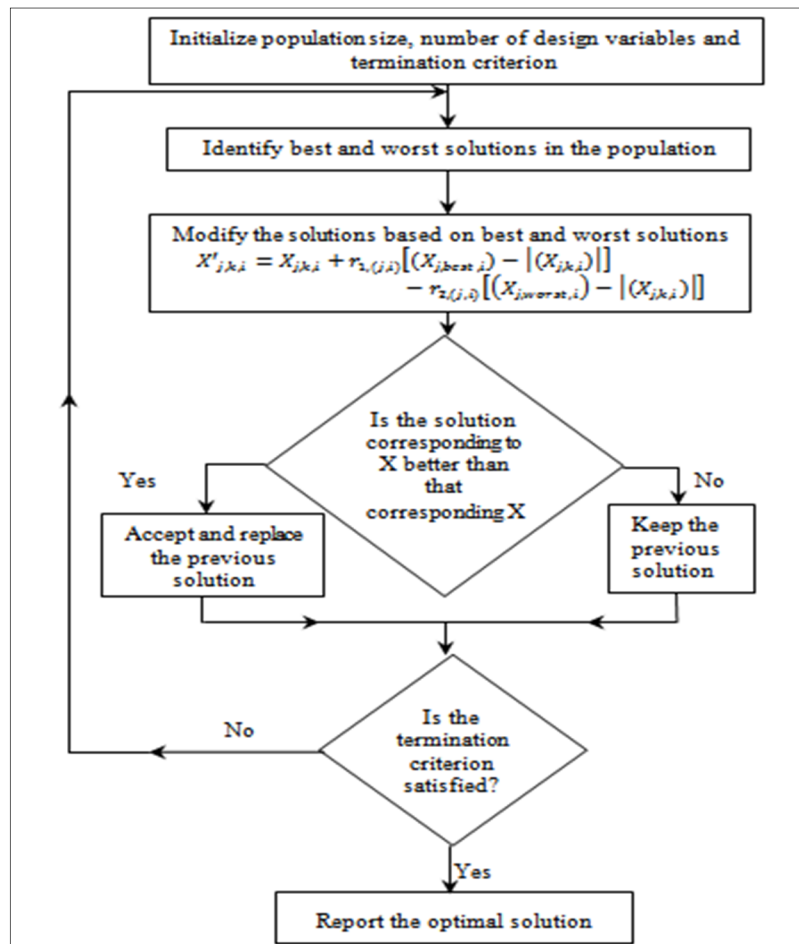 Initialize population size, number of design variables and
termination criterion
Identify best and worst solutions in the population
Modify the solutions based on best and worst solutions
X'j,k,i = Xj,k,i + r1,(j,i)[(Xj,best,i) − |(Xj,k,i)|]
− r2,(j,i)[(Xj,worst,i) − |(Xj,k,i)|]
Is the solution
corresponding to
X better than
that
corresponding X
Yes
No
Accept and replace
the previous
solution
Keep the
previous
solution
Is the
termination
criterion
satisfied?
No
Yes
Report the optimal solution